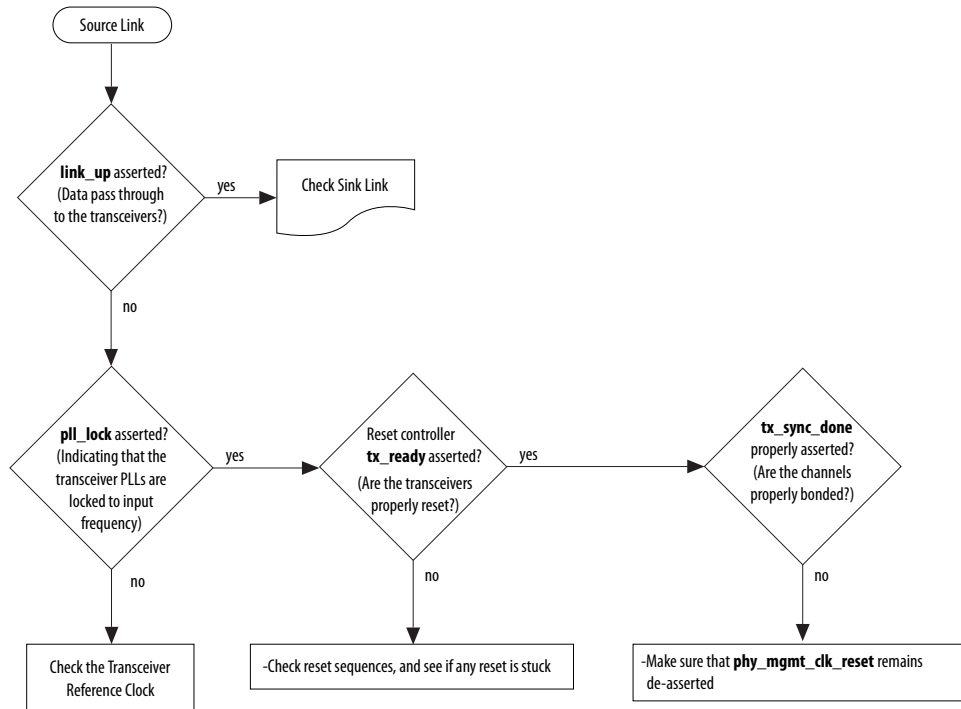 Source Link
link_up asserted?
(Data pass through
to the transceivers?)
yes
Check Sink Link
no
pll_lock asserted?
(Indicating that the
transceiver PLLs are
locked to input
frequency)
yes
Reset controller
tx_ready asserted?
(Are the transceivers
properly reset?)
yes
tx_sync_done
properly asserted?
(Are the channels
properly bonded?)
no
no
no
Check the Transceiver
Reference Clock
-Check reset sequences, and see if any reset is stuck
-Make sure that phy_mgmt_clk_reset remains
de-asserted